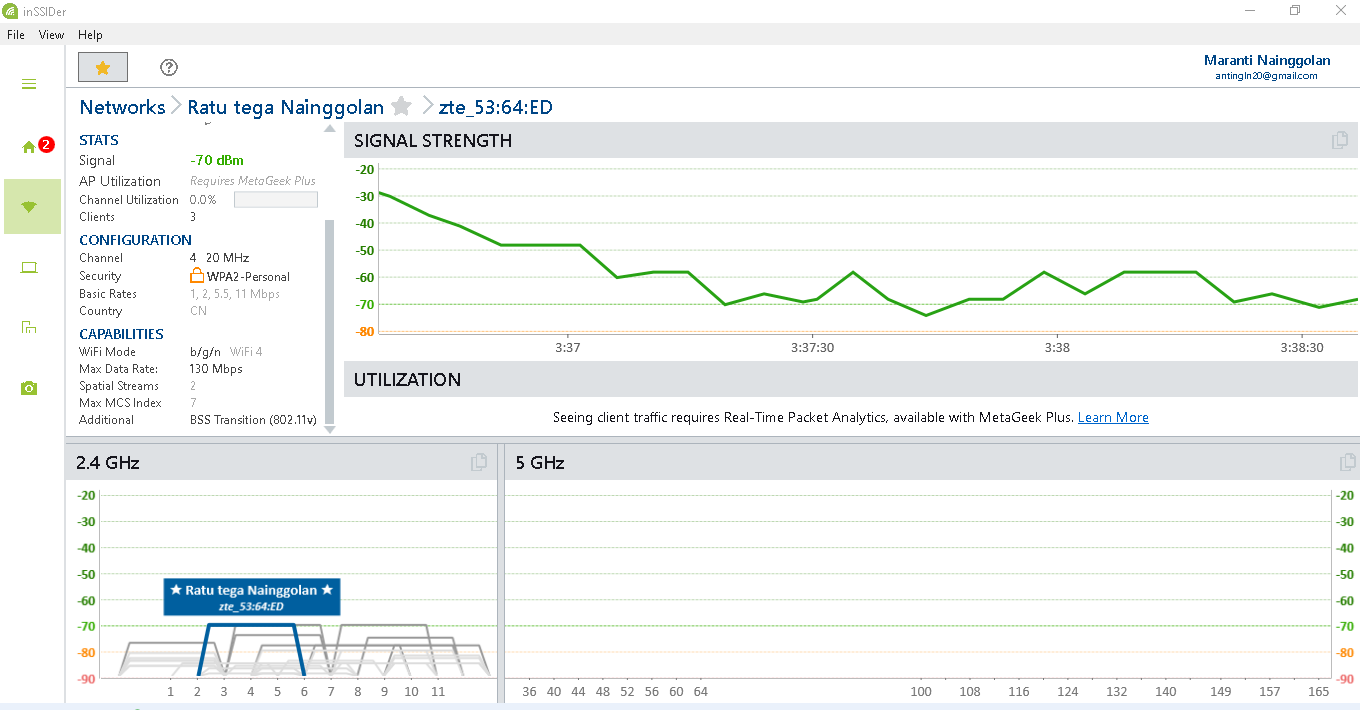 inSSIDer
File View Help
Maranti Nainggolan
antingln20@gmail.com
Networks Ratu tega Nainggolan zte_53:64:ED
2
STATS
Signal -70 dBm
AP Utilization Requires MetaGeek Plus
Channel Utilization 0.0%
Clients 3
CONFIGURATION
Channel 4 20 MHz
Security WPA2-Personal
Basic Rates 1, 2, 5.5, 11 Mbps
Country CN
CAPABILITIES
WiFi Mode b/g/n WiFi 4
Max Data Rate: 130 Mbps
Spatial Streams 2
Max MCS Index 7
Additional BSS Transition (802.11v)
SIGNAL STRENGTH
-20
-30
-40
-50
-60
-70
-80
3:37 3:37:30 3:38 3:38:30
UTILIZATION
Seeing client traffic requires Real-Time Packet Analytics, available with MetaGeek Plus. Learn More
2.4 GHz
-20
-30
-40
-50
-60
-70
-80
-90
★ Ratu tega Nainggolan ★
zte_53:64:ED
1 2 3 4 5 6 7 8 9 10 11
5 GHz
-20
-30
-40
-50
-60
-70
-80
-90
36 40 44 48 52 56 60 64 100 108 116 124 132 140 149 157 165